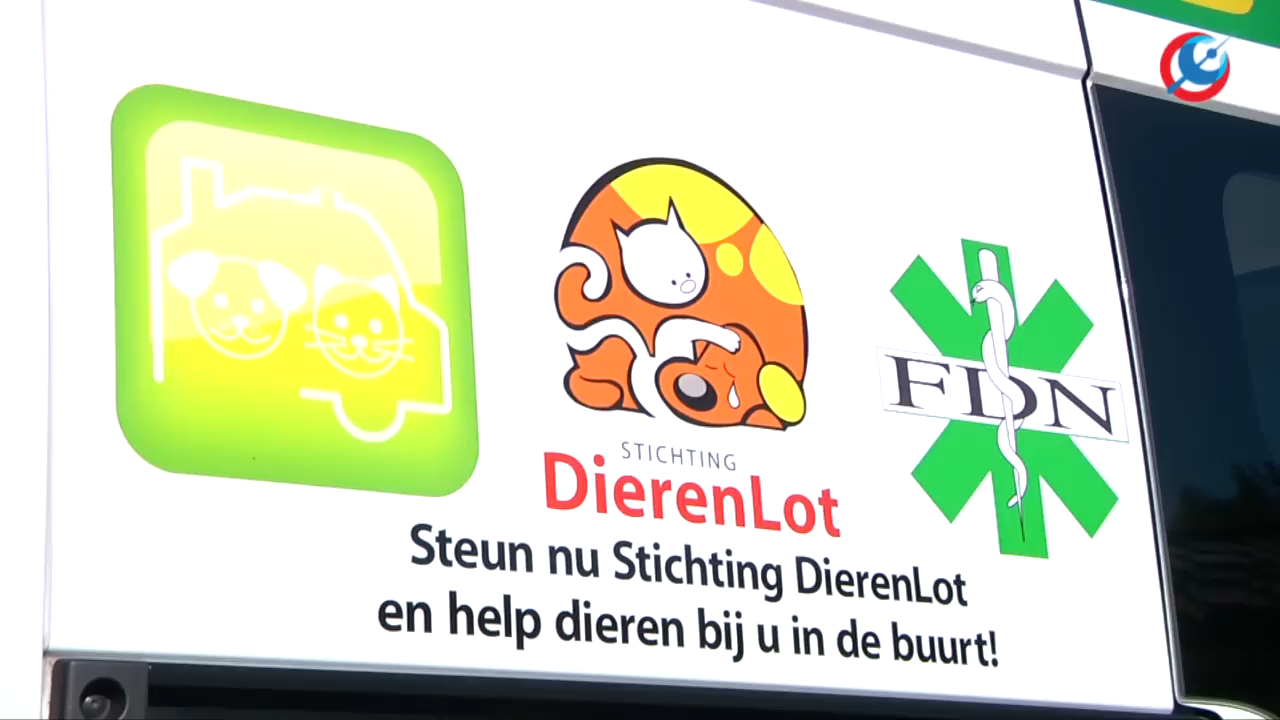 STICHTING
DierenLot
FDN
Steun nu Stichting DierenLot
en help dieren bij u in de buurt!